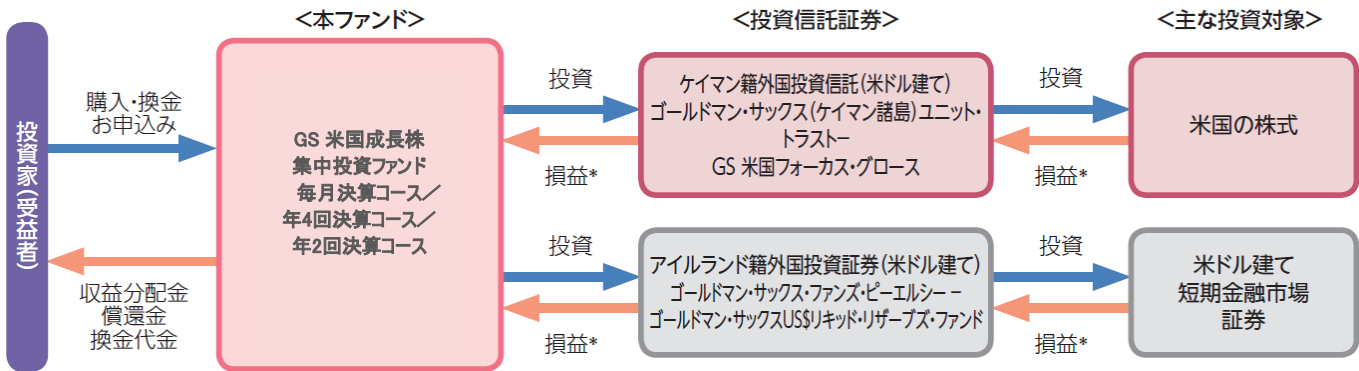 <本ファンド>
<投資信託証券>
<主な投資対象>
投資家(受益者)
購入・換金
お申込み
収益分配金
償還金
換金代金
GS 米国成長株
集中投資ファンド
毎月決算コース／
年4回決算コース／
年2回決算コース
投資
損益*
ケイマン籍外国投資信託(米ドル建て)
ゴールドマン・サックス(ケイマン諸島)ユニット・
トラストー
GS 米国フォーカス・グロース
投資
損益*
米国の株式
投資
損益*
アイルランド籍外国投資証券(米ドル建て)
ゴールドマン・サックス・ファンズ・ピーエルシー －
ゴールドマン・サックスUS$リキッド・リザーブズ・ファンド
投資
損益*
米ドル建て
短期金融市場
証券